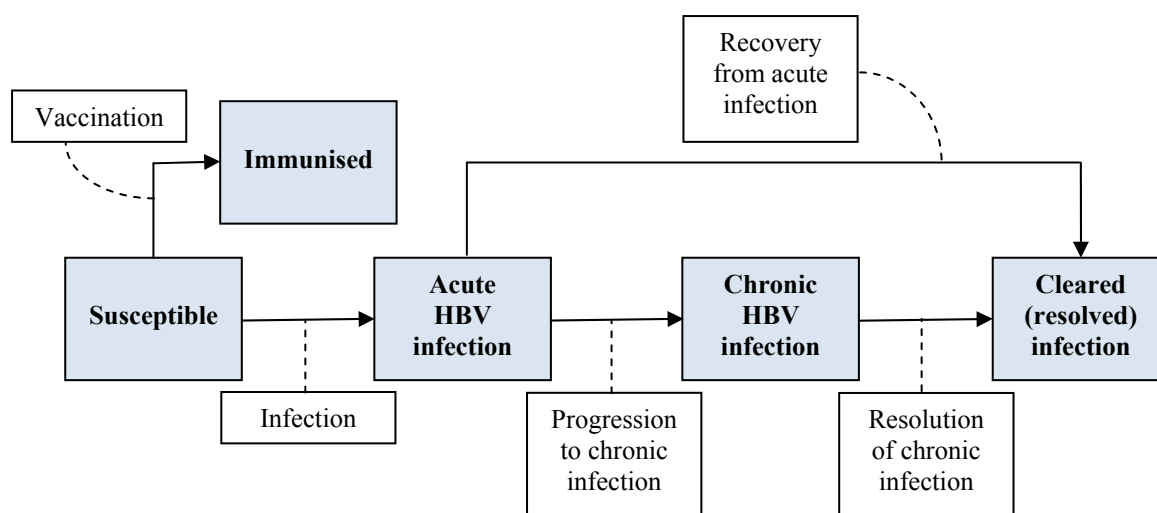 Recovery
from acute
infection
Vaccination
Immunised
Susceptible
Acute
HBV
infection
Chronic
HBV
infection
Cleared
(resolved)
infection
Infection
Progression
to chronic
infection
Resolution
of chronic
infection